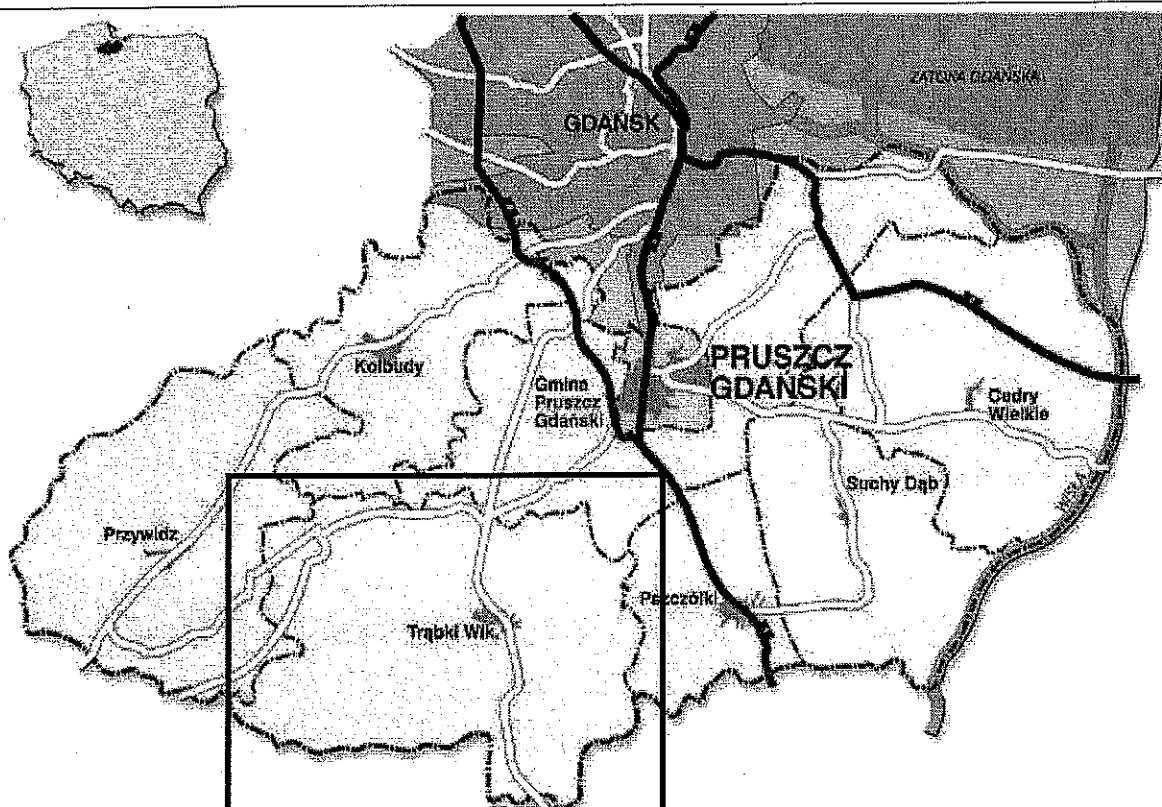 ZATOKA GDAŃSKA
GDAŃSK
PRUSZCZ
GDAŃSKI
Kolbudy
Gmina
Pruszcz
Gdański
Cedry
Wielkie
Suchy Dąb
Przywidz
Pszczółki
Trąbki Wlk.